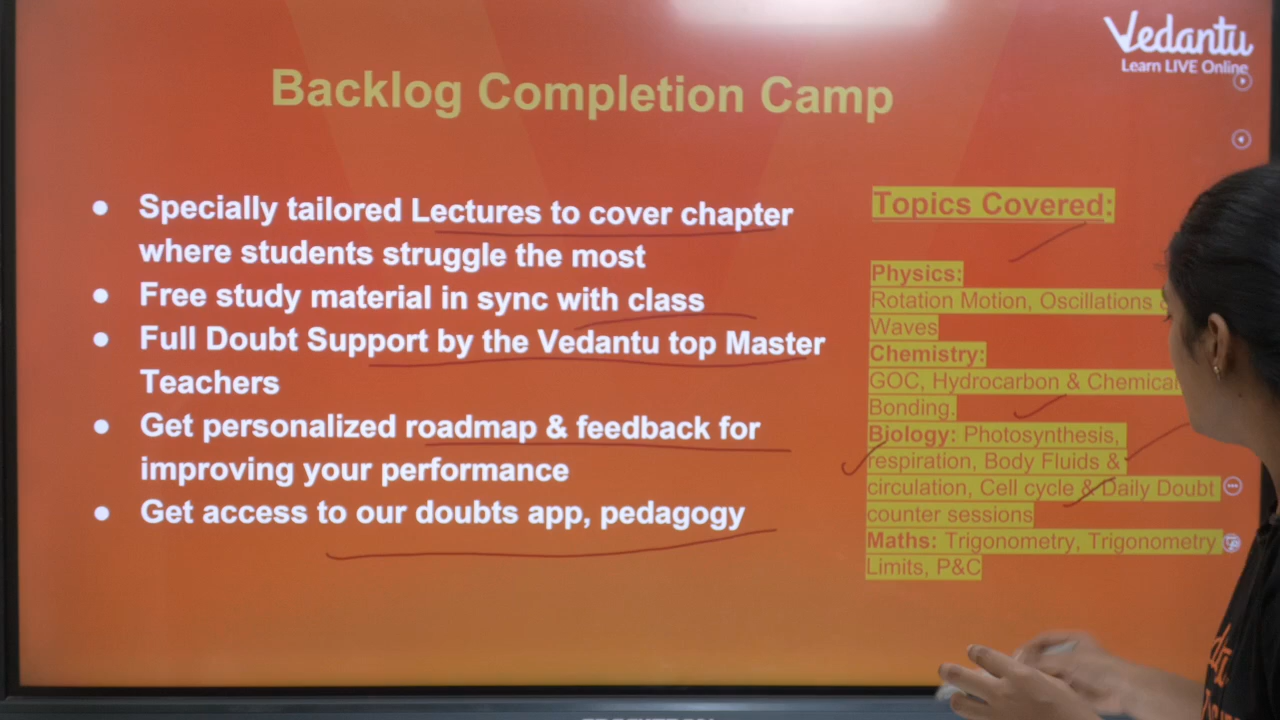 Vedantu
Learn LIVE Online
Backlog Completion Camp
● Specially tailored Lectures to cover chapter
where students struggle the most
● Free study material in sync with class
● Full Doubt Support by the Vedantu top Master
Teachers
● Get personalized roadmap & feedback for
improving your performance
● Get access to our doubts app, pedagogy
Topics Covered:
Physics:
Rotation Motion, Oscillations &
Waves
Chemistry:
GOC, Hydrocarbon & Chemical
Bonding.
Biology: Photosynthesis,
respiration, Body Fluids &
circulation, Cell cycle & Daily Doubt
counter sessions
Maths: Trigonometry, Trigonometry
Limits, P&C